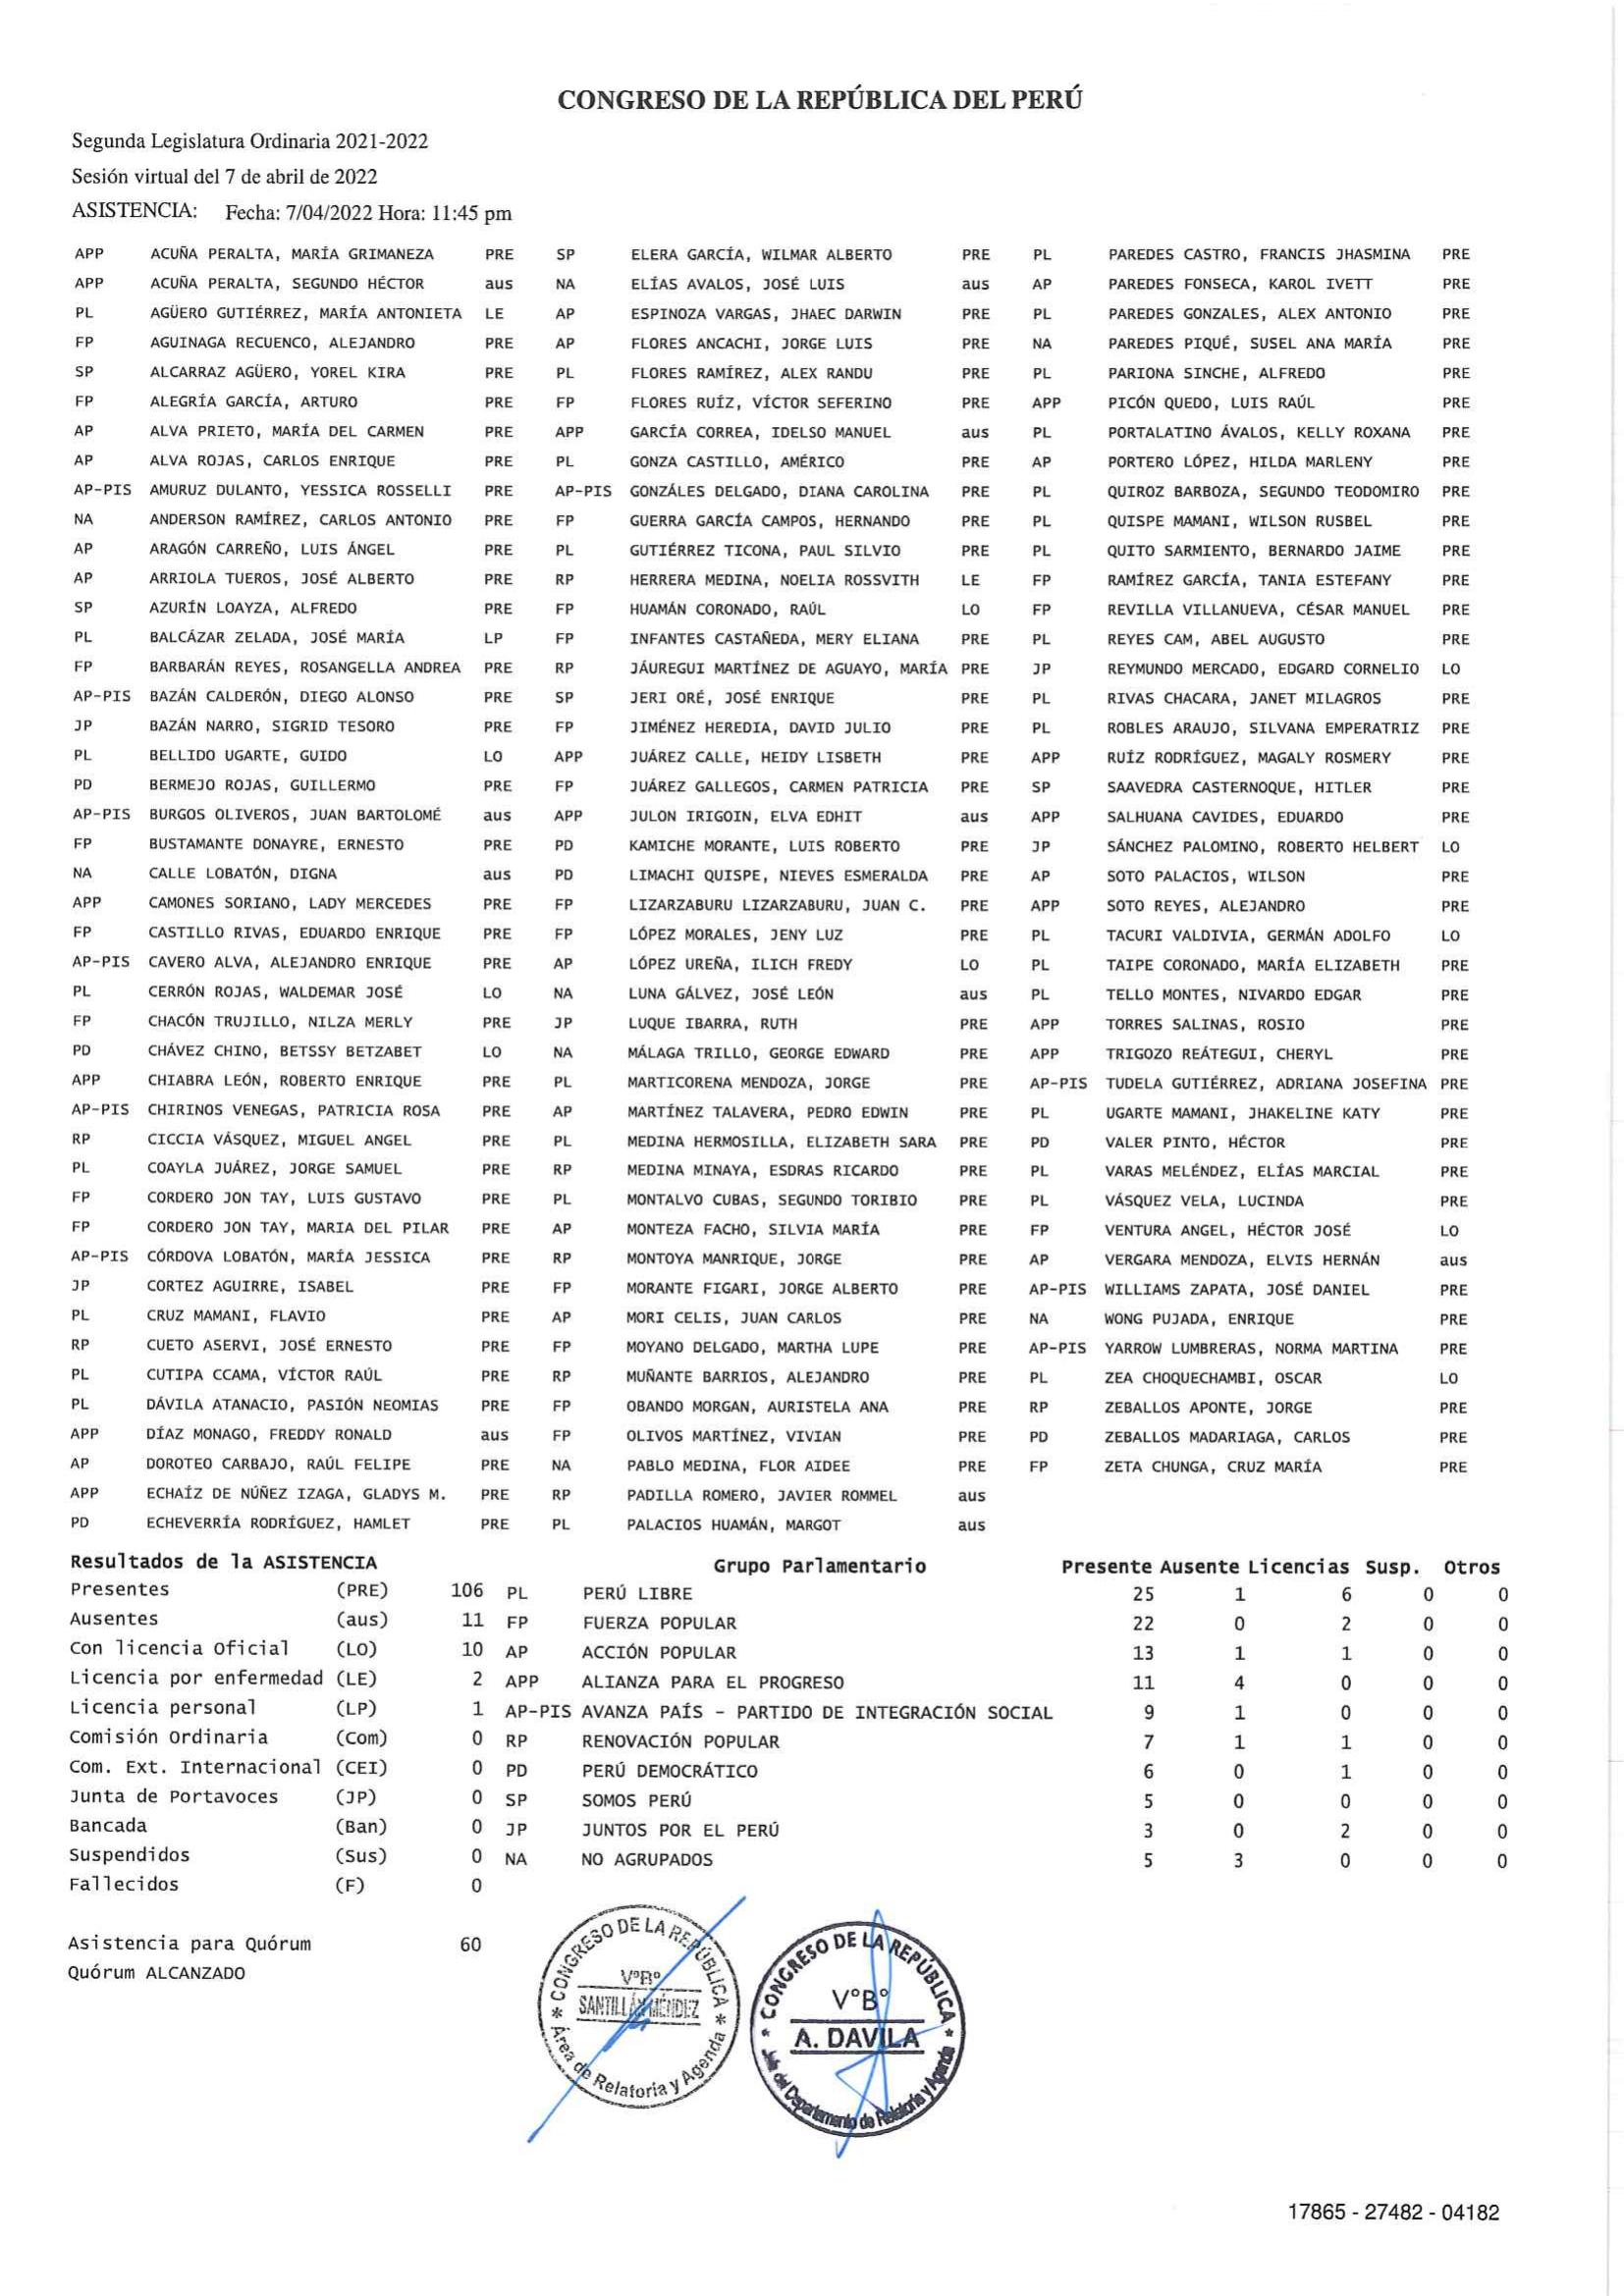 CONGRESO DE LA REPÚBLICA DEL PERÚ
Segunda Legislatura Ordinaria 2021-2022
Sesión virtual del 7 de abril de 2022
ASISTENCIA: Fecha: 7/04/2022 Hora: 11:45 pm
APP ACUÑA PERALTA, MARÍA GRIMANEZA PRE SP ELERA GARCÍA, WILMAR ALBERTO PRE PL PAREDES CASTRO, FRANCIS JHASMINA PRE
APP ACUÑA PERALTA, SEGUNDO HÉCTOR aus NA ELÍAS AVALOS, JOSÉ LUIS aus AP PAREDES FONSECA, KAROL IVETT PRE
PL AGÜERO GUTIÉRREZ, MARÍA ANTONIETA LE AP ESPINOZA VARGAS, JHAEC DARWIN PRE PL PAREDES GONZALES, ALEX ANTONIO PRE
FP AGUINAGA RECUENCO, ALEJANDRO PRE AP FLORES ANCACHI, JORGE LUIS PRE NA PAREDES PIQUÉ, SUSEL ANA MARÍA PRE
SP ALCARRAZ AGÜERO, YOREL KIRA PRE PL FLORES RAMÍREZ, ALEX RANDU PRE PL PARIONA SINCHE, ALFREDO PRE
FP ALEGRÍA GARCÍA, ARTURO PRE FP FLORES RUÍZ, VÍCTOR SEFERINO PRE APP PICÓN QUEDO, LUIS RAÚL PRE
AP ALVA PRIETO, MARÍA DEL CARMEN PRE APP GARCÍA CORREA, IDELSO MANUEL aus PL PORTALATINO ÁVALOS, KELLY ROXANA PRE
AP ALVA ROJAS, CARLOS ENRIQUE PRE PL GONZA CASTILLO, AMÉRICO PRE AP PORTERO LÓPEZ, HILDA MARLENY PRE
AP-PIS AMURUZ DULANTO, YESSICA ROSSELLI PRE AP-PIS GONZÁLES DELGADO, DIANA CAROLINA PRE PL QUIROZ BARBOZA, SEGUNDO TEODOMIRO PRE
NA ANDERSON RAMÍREZ, CARLOS ANTONIO PRE FP GUERRA GARCÍA CAMPOS, HERNANDO PRE PL QUISPE MAMANI, WILSON RUSBEL PRE
AP ARAGÓN CARREÑO, LUIS ÁNGEL PRE PL GUTIÉRREZ TICONA, PAUL SILVIO PRE PL QUITO SARMIENTO, BERNARDO JAIME PRE
AP ARRIOLA TUEROS, JOSÉ ALBERTO PRE RP HERRERA MEDINA, NOELIA ROSSVITH LE FP RAMÍREZ GARCÍA, TANIA ESTEFANY PRE
SP AZURÍN LOAYZA, ALFREDO PRE FP HUAMÁN CORONADO, RAÚL LO FP REVILLA VILLANUEVA, CÉSAR MANUEL PRE
PL BALCÁZAR ZELADA, JOSÉ MARÍA LP FP INFANTES CASTAÑEDA, MERY ELIANA PRE PL REYES CAM, ABEL AUGUSTO PRE
FP BARBARÁN REYES, ROSANGELLA ANDREA PRE RP JÁUREGUI MARTÍNEZ DE AGUAYO, MARÍA PRE JP REYMUNDO MERCADO, EDGARD CORNELIO LO
AP-PIS BAZÁN CALDERÓN, DIEGO ALONSO PRE SP JERI ORÉ, JOSÉ ENRIQUE PRE PL RIVAS CHACARA, JANET MILAGROS PRE
JP BAZÁN NARRO, SIGRID TESORO PRE FP JIMÉNEZ HEREDIA, DAVID JULIO PRE PL ROBLES ARAUJO, SILVANA EMPERATRIZ PRE
PL BELLIDO UGARTE, GUIDO LO APP JUÁREZ CALLE, HEIDY LISBETH PRE APP RUÍZ RODRÍGUEZ, MAGALY ROSMERY PRE
PD BERMEJO ROJAS, GUILLERMO PRE FP JUÁREZ GALLEGOS, CARMEN PATRICIA PRE SP SAAVEDRA CASTERNOQUE, HITLER PRE
AP-PIS BURGOS OLIVEROS, JUAN BARTOLOMÉ aus APP JULON IRIGOIN, ELVA EDHIT aus APP SALHUANA CAVIDES, EDUARDO PRE
FP BUSTAMANTE DONAYRE, ERNESTO PRE PD KAMICHE MORANTE, LUIS ROBERTO PRE JP SÁNCHEZ PALOMINO, ROBERTO HELBERT LO
NA CALLE LOBATÓN, DIGNA aus PD LIMACHI QUISPE, NIEVES ESMERALDA PRE AP SOTO PALACIOS, WILSON PRE
APP CAMONES SORIANO, LADY MERCEDES PRE FP LIZARZABURU LIZARZABURU, JUAN C. PRE APP SOTO REYES, ALEJANDRO PRE
FP CASTILLO RIVAS, EDUARDO ENRIQUE PRE FP LÓPEZ MORALES, JENY LUZ PRE PL TACURI VALDIVIA, GERMÁN ADOLFO LO
AP-PIS CAVERO ALVA, ALEJANDRO ENRIQUE PRE AP LÓPEZ UREÑA, ILICH FREDY LO PL TAIPE CORONADO, MARÍA ELIZABETH PRE
PL CERRÓN ROJAS, WALDEMAR JOSÉ LO NA LUNA GÁLVEZ, JOSÉ LEÓN aus PL TELLO MONTES, NIVARDO EDGAR PRE
FP CHACÓN TRUJILLO, NILZA MERLY PRE JP LUQUE IBARRA, RUTH PRE APP TORRES SALINAS, ROSIO PRE
PD CHÁVEZ CHINO, BETSSY BETZABET LO NA MÁLAGA TRILLO, GEORGE EDWARD PRE APP TRIGOZO REÁTEGUI, CHERYL PRE
APP CHIABRA LEÓN, ROBERTO ENRIQUE PRE PL MARTICORENA MENDOZA, JORGE PRE AP-PIS TUDELA GUTIÉRREZ, ADRIANA JOSEFINA PRE
AP-PIS CHIRINOS VENEGAS, PATRICIA ROSA PRE AP MARTÍNEZ TALAVERA, PEDRO EDWIN PRE PL UGARTE MAMANI, JHAKELINE KATY PRE
RP CICCIA VÁSQUEZ, MIGUEL ANGEL PRE PL MEDINA HERMOSILLA, ELIZABETH SARA PRE PD VALER PINTO, HÉCTOR PRE
PL COAYLA JUÁREZ, JORGE SAMUEL PRE RP MEDINA MINAYA, ESDRAS RICARDO PRE PL VARAS MELÉNDEZ, ELÍAS MARCIAL PRE
FP CORDERO JON TAY, LUIS GUSTAVO PRE PL MONTALVO CUBAS, SEGUNDO TORIBIO PRE PL VÁSQUEZ VELA, LUCINDA PRE
FP CORDERO JON TAY, MARIA DEL PILAR PRE AP MONTEZA FACHO, SILVIA MARÍA PRE FP VENTURA ANGEL, HÉCTOR JOSÉ LO
AP-PIS CÓRDOVA LOBATÓN, MARÍA JESSICA PRE RP MONTOYA MANRIQUE, JORGE PRE AP VERGARA MENDOZA, ELVIS HERNÁN aus
JP CORTEZ AGUIRRE, ISABEL PRE FP MORANTE FIGARI, JORGE ALBERTO PRE AP-PIS WILLIAMS ZAPATA, JOSÉ DANIEL PRE
PL CRUZ MAMANI, FLAVIO PRE AP MORI CELIS, JUAN CARLOS PRE NA WONG PUJADA, ENRIQUE PRE
RP CUETO ASERVI, JOSÉ ERNESTO PRE FP MOYANO DELGADO, MARTHA LUPE PRE AP-PIS YARROW LUMBRERAS, NORMA MARTINA PRE
PL CUTIPA CCAMA, VÍCTOR RAÚL PRE RP MUÑANTE BARRIOS, ALEJANDRO PRE PL ZEA CHOQUECHAMBI, OSCAR LO
PL DÁVILA ATANACIO, PASIÓN NEOMIAS PRE FP OBANDO MORGAN, AURISTELA ANA PRE RP ZEBALLOS APONTE, JORGE PRE
APP DÍAZ MONAGO, FREDDY RONALD aus FP OLIVOS MARTÍNEZ, VIVIAN PRE PD ZEBALLOS MADARIAGA, CARLOS PRE
AP DOROTEO CARBAJO, RAÚL FELIPE PRE NA PABLO MEDINA, FLOR AIDEE PRE FP ZETA CHUNGA, CRUZ MARÍA PRE
APP ECHAÍZ DE NÚÑEZ IZAGA, GLADYS M. PRE RP PADILLA ROMERO, JAVIER ROMMEL aus
PD ECHEVERRÍA RODRÍGUEZ, HAMLET PRE PL PALACIOS HUAMÁN, MARGOT aus
Resultados de la ASISTENCIA Grupo Parlamentario Presente Ausente Licencias Susp. Otros
Presentes (PRE) 106 PL PERÚ LIBRE 25 1 6 0 0
Ausentes (aus) 11 FP FUERZA POPULAR 22 0 2 0 0
Con licencia Oficial (LO) 10 AP ACCIÓN POPULAR 13 1 1 0 0
Licencia por enfermedad (LE) 2 APP ALIANZA PARA EL PROGRESO 11 4 0 0 0
Licencia personal (LP) 1 AP-PIS AVANZA PAÍS - PARTIDO DE INTEGRACIÓN SOCIAL 9 1 0 0 0
Comisión Ordinaria (Com) 0 RP RENOVACIÓN POPULAR 7 1 1 0 0
Com. Ext. Internacional (CEI) 0 PD PERÚ DEMOCRÁTICO 6 0 1 0 0
Junta de Portavoces (JP) 0 SP SOMOS PERÚ 5 0 0 0 0
Bancada (Ban) 0 JP JUNTOS POR EL PERÚ 3 0 2 0 0
Suspendidos (Sus) 0 NA NO AGRUPADOS 5 3 0 0 0
Fallecidos (F) 0
Asistencia para Quórum 60
Quórum ALCANZADO
* CONGRESO DE LA REPÚBLICA *
V°B°
SANTILLÁN MÉNDEZ
Área de Relatoría y Agenda
* CONGRESO DE LA REPÚBLICA *
V°B°
A. DAVILA
Jefe del Departamento de Relatoría y Agenda
17865 - 27482 - 04182